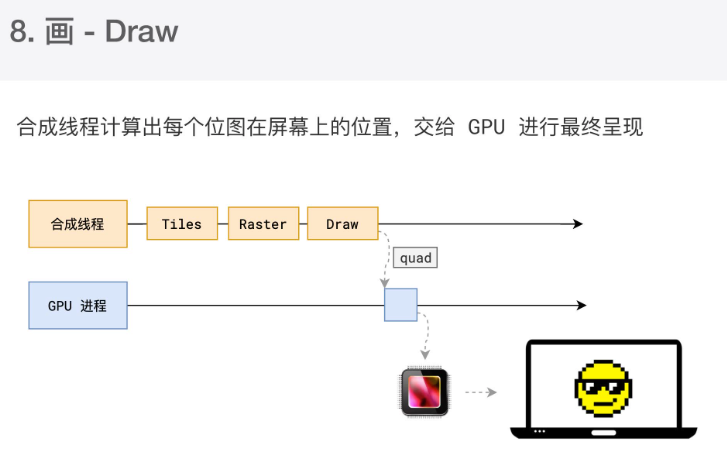 8. 画 - Draw
合成线程计算出每个位图在屏幕上的位置，交给 GPU 进行最终呈现
合成线程
Tiles
Raster
Draw
quad
GPU 进程